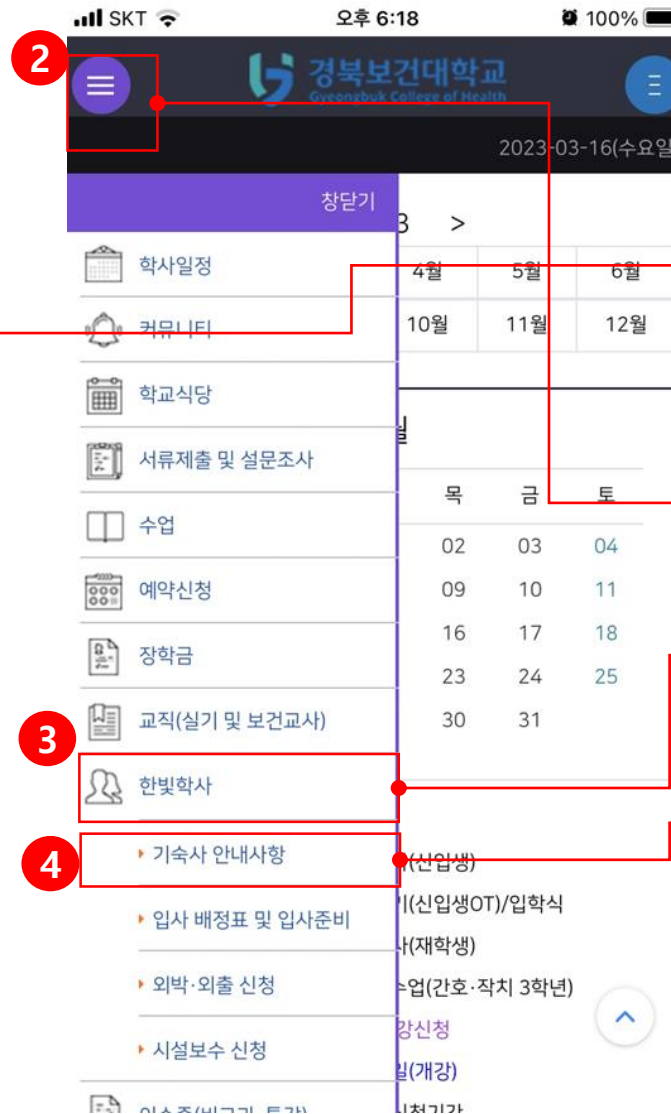 SKT 오후 6:18 100%
2
경북보건대학교
Gyeongbuk College of Health
2023-03-16(수요일
창닫기
3 >
학사일정
4월 5월 6월
커뮤니티
10월 11월 12월
학교식당
월
서류제출 및 설문조사
목 금 토
수업
02 03 04
예약신청
09 10 11
16 17 18
장학금
23 24 25
교직(실기 및 보건교사)
30 31
3
한빛학사
4
기숙사 안내사항
(신입생)
입사 배정표 및 입사준비
(신입생OT)/입학식
사(재학생)
외박·외출 신청
수업(간호·작치 3학년)
강신청
시설보수 신청
일(개강)